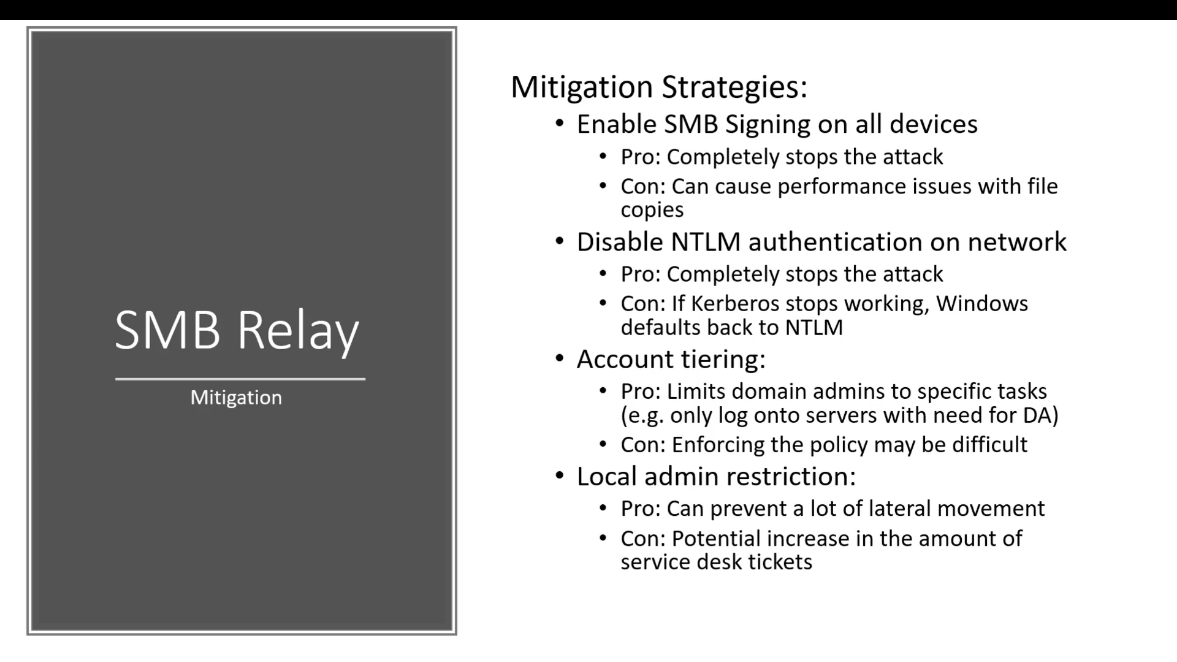 SMB Relay
Mitigation
Mitigation Strategies:
• Enable SMB Signing on all devices
• Pro: Completely stops the attack
• Con: Can cause performance issues with file
copies
• Disable NTLM authentication on network
• Pro: Completely stops the attack
• Con: If Kerberos stops working, Windows
defaults back to NTLM
• Account tiering:
• Pro: Limits domain admins to specific tasks
(e.g. only log onto servers with need for DA)
• Con: Enforcing the policy may be difficult
• Local admin restriction:
• Pro: Can prevent a lot of lateral movement
• Con: Potential increase in the amount of
service desk tickets